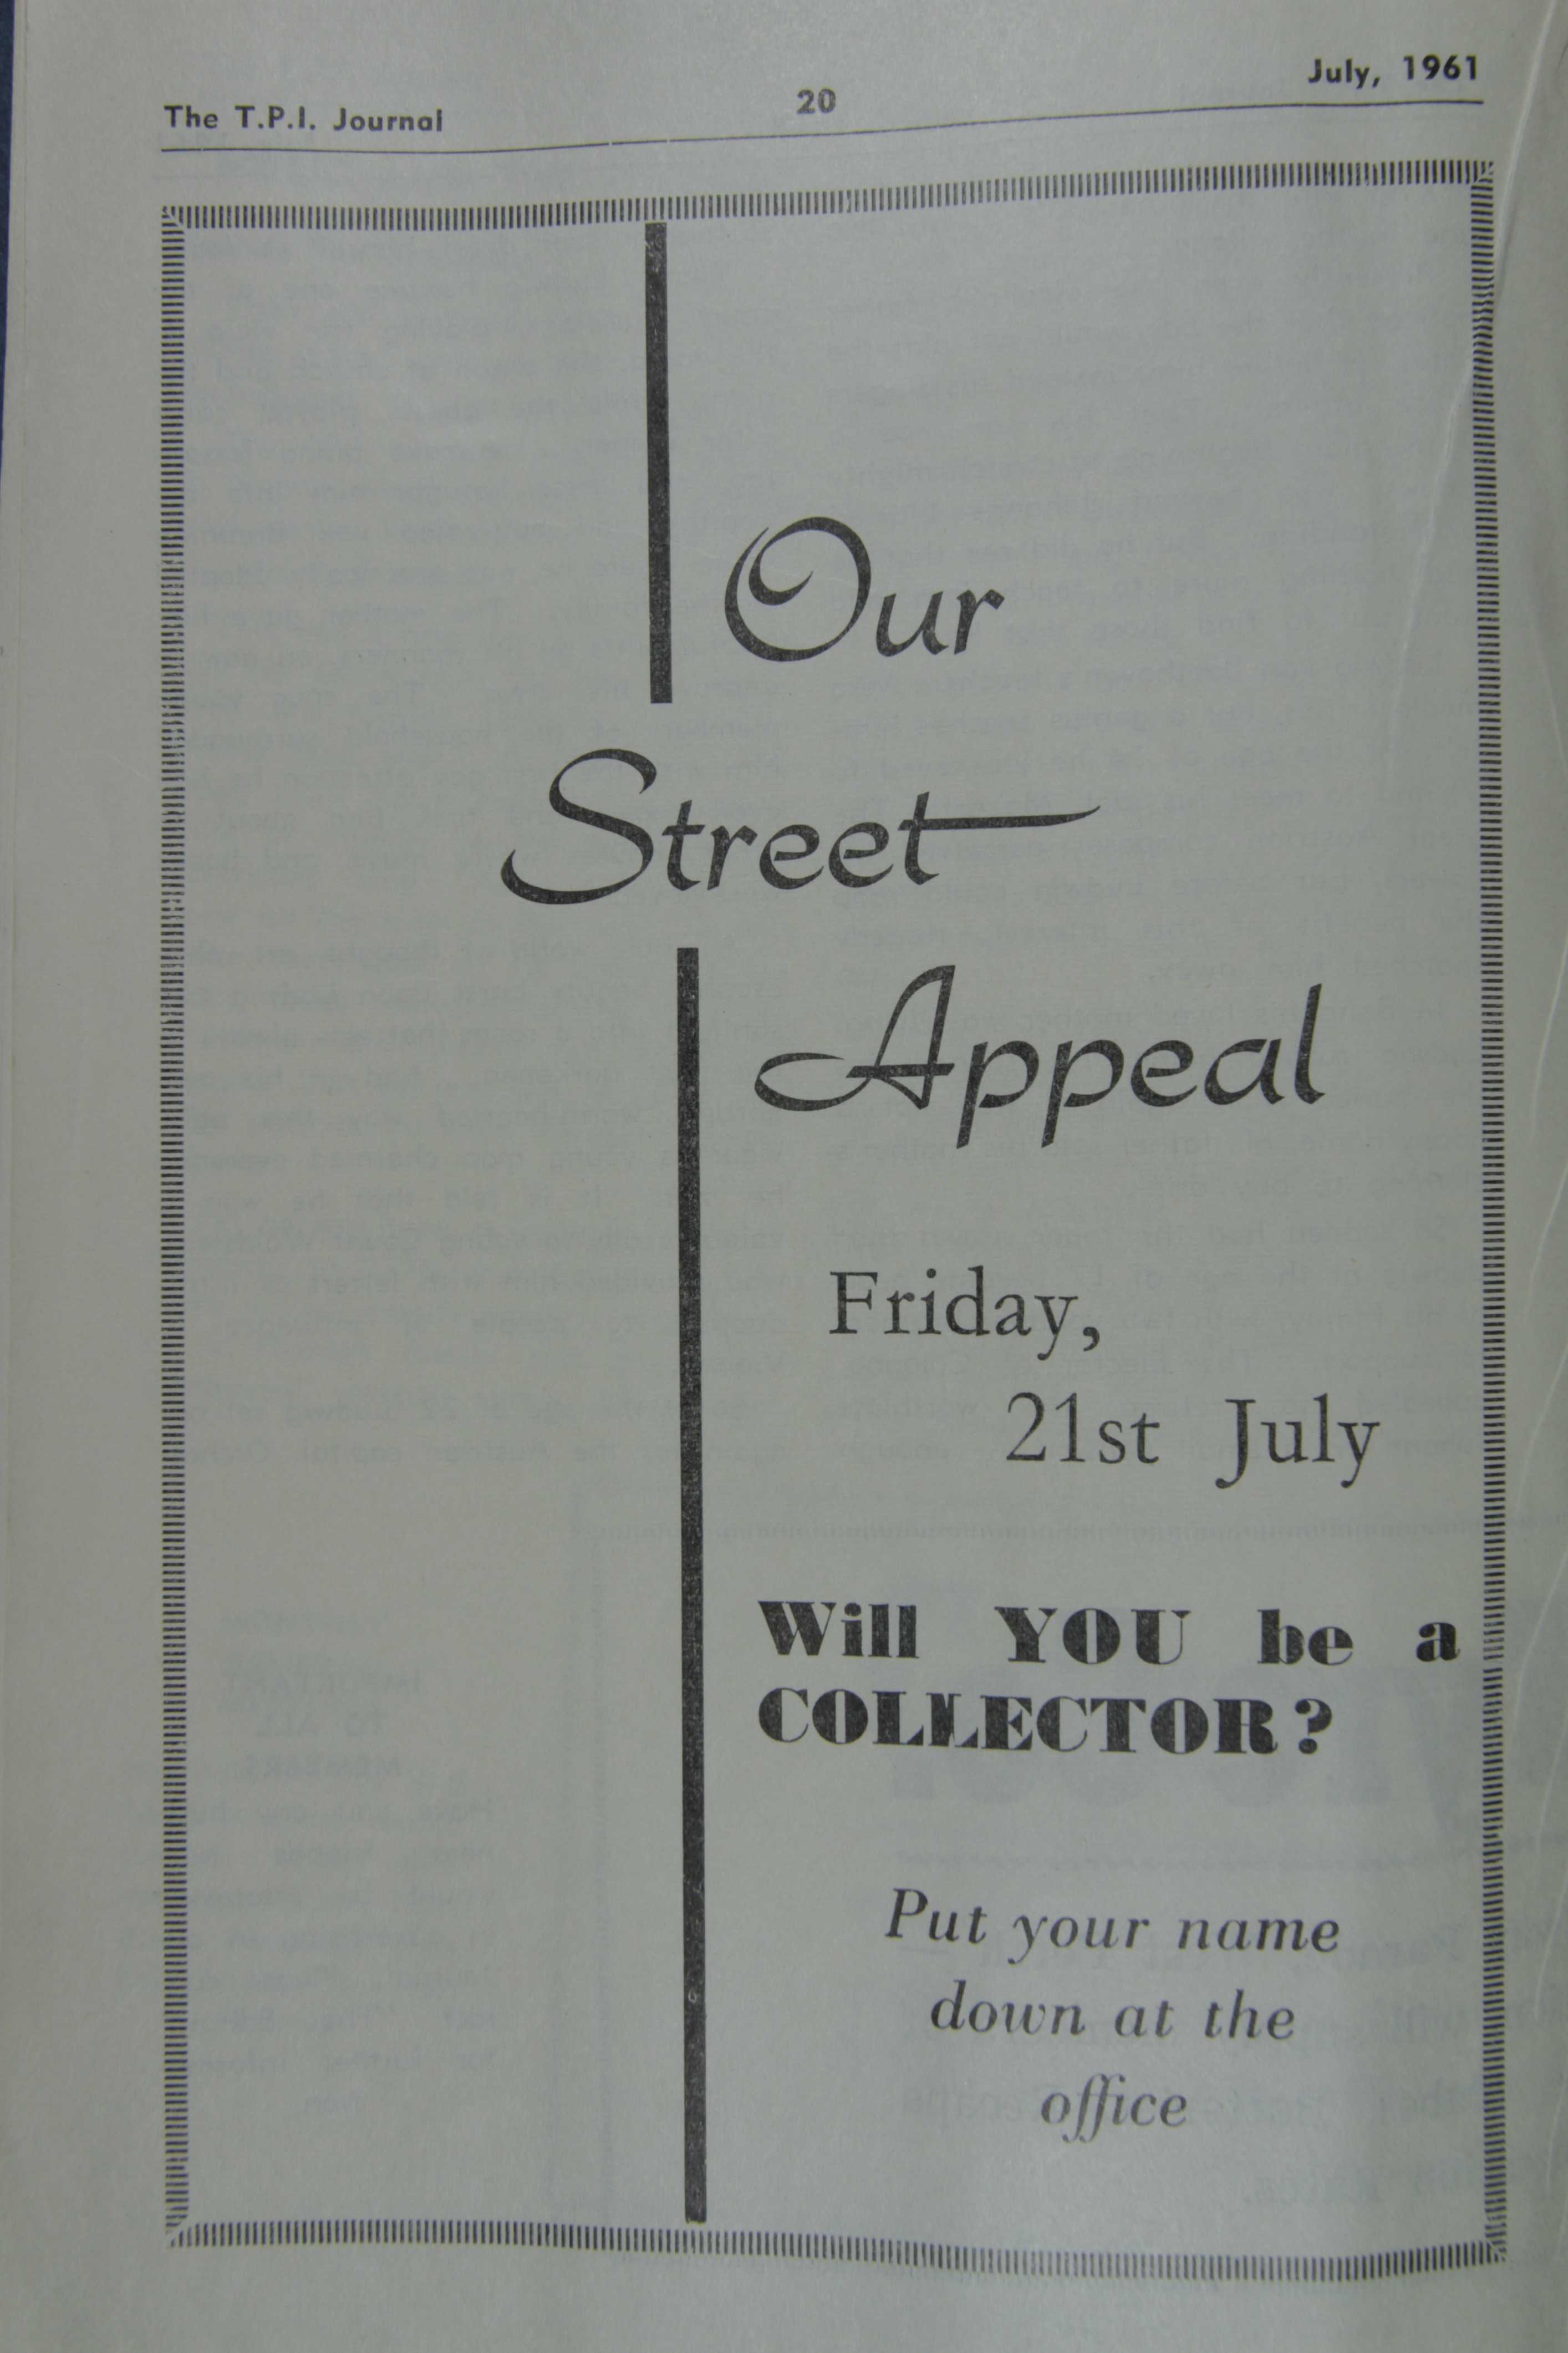 The T.P.I. Journal 20 July, 1961
Our
Street
Appeal
Friday,
21st July
Will YOU be a
COLLECTOR?
Put your name
down at the
office